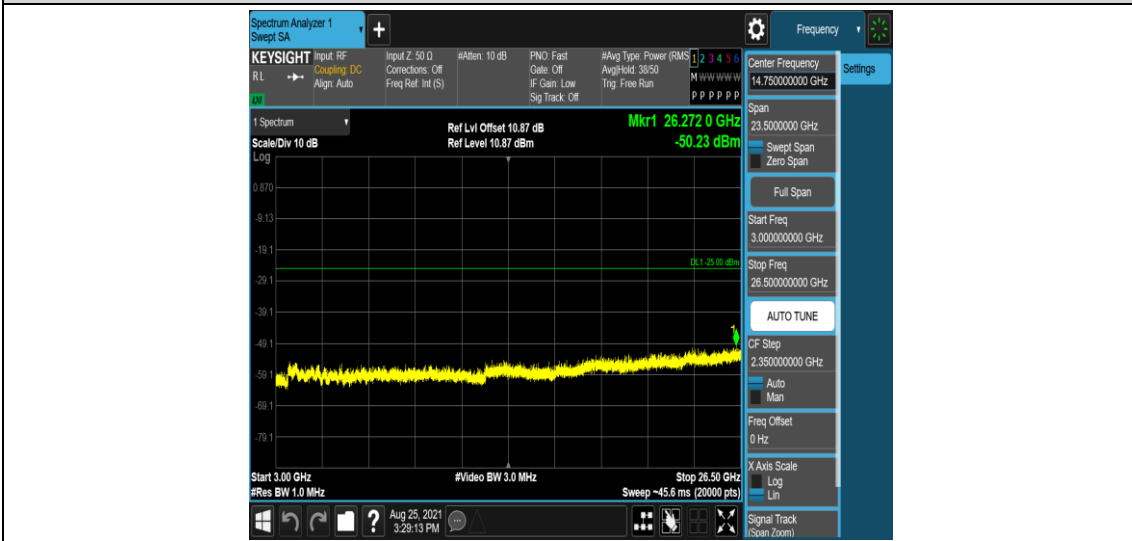 Spectrum Analyzer 1
Swept SA
+
Frequency
KEYSIGHT
RL
LXI
Input: RF
Coupling: DC
Align: Auto
Input Z: 50 Ω
Corrections: Off
Freq Ref: Int (S)
#Atten: 10 dB
PNO: Fast
Gate: Off
IF Gain: Low
Sig Track: Off
#Avg Type: Power (RMS
Avg|Hold: 38/50
Trig: Free Run
1 2 3 4 5 6
M W W W W W
P P P P P P
1 Spectrum
Scale/Div 10 dB
Log
Ref Lvl Offset 10.87 dB
Ref Level 10.87 dBm
Mkr1 26.272 0 GHz
-50.23 dBm
0.870
-9.13
-19.1
DL1 -25.00 dBm
-29.1
-39.1
1
-49.1
-59.1
-69.1
-79.1
Start 3.00 GHz
#Res BW 1.0 MHz
#Video BW 3.0 MHz
Stop 26.50 GHz
Sweep ~45.6 ms (20000 pts)
?
Aug 25, 2021
3:29:13 PM
Center Frequency
14.750000000 GHz
Settings
Span
23.5000000 GHz
Swept Span
Zero Span
Full Span
Start Freq
3.000000000 GHz
Stop Freq
26.500000000 GHz
AUTO TUNE
CF Step
2.350000000 GHz
Auto
Man
Freq Offset
0 Hz
X Axis Scale
Log
Lin
Signal Track
(Span Zoom)